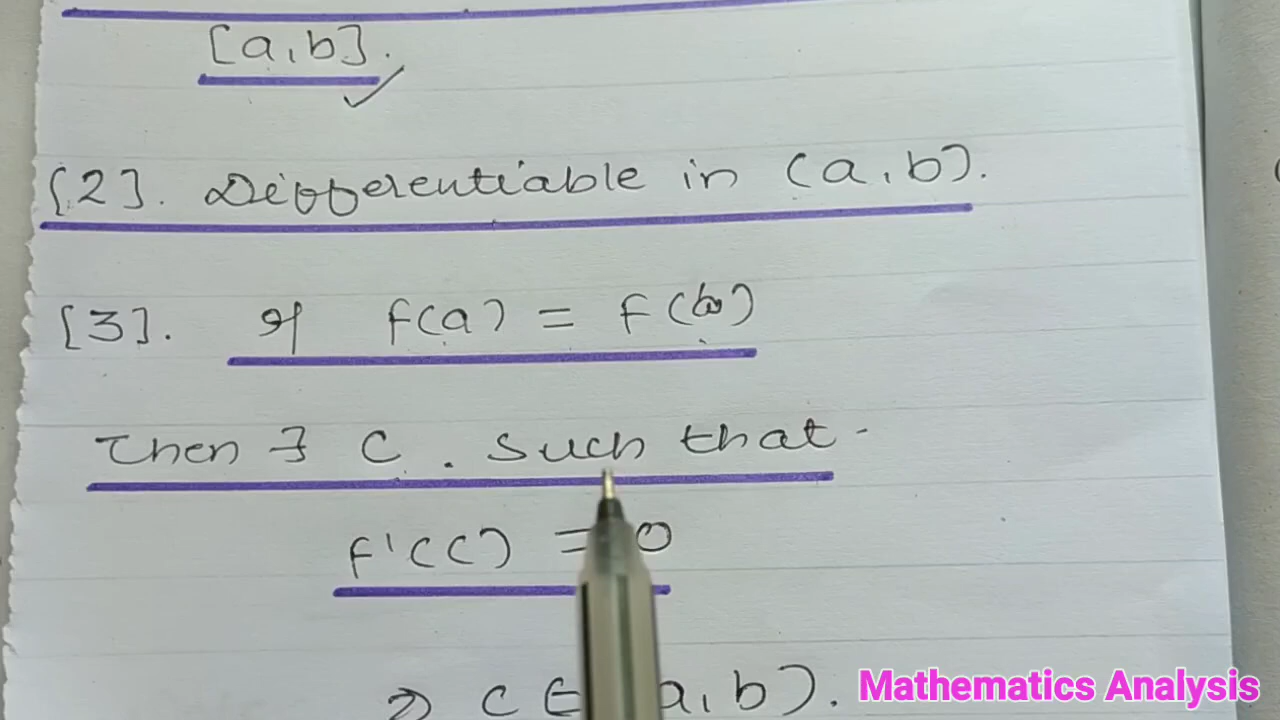 [a,b].
[2]. Differentiable in (a,b).
[3]. If f(a) = f(b)
Then ∃ C. such that.
f'(c) = 0
C ∈ a,b).
Mathematics Analysis